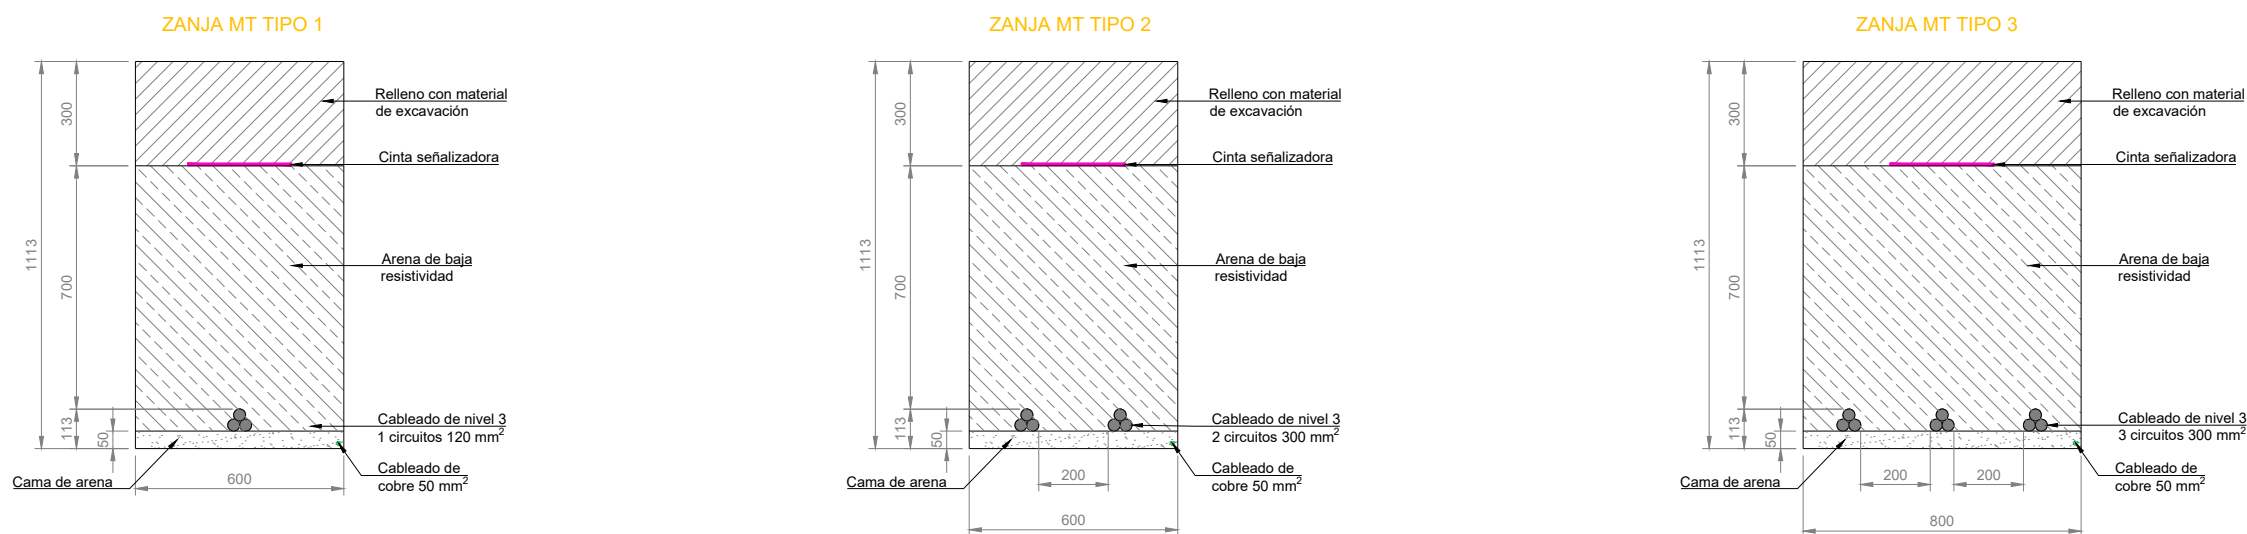 ZANJA MT TIPO 1
300
1113
700
113
50
600
Relleno con material
de excavación
Cinta señalizadora
Arena de baja
resistividad
Cableado de nivel 3
1 circuitos 120 mm²
Cableado de
cobre 50 mm²
Cama de arena
ZANJA MT TIPO 2
300
1113
700
113
50
200
600
Relleno con material
de excavación
Cinta señalizadora
Arena de baja
resistividad
Cableado de nivel 3
2 circuitos 300 mm²
Cableado de
cobre 50 mm²
Cama de arena
ZANJA MT TIPO 3
300
1113
700
113
50
200
200
800
Relleno con material
de excavación
Cinta señalizadora
Arena de baja
resistividad
Cableado de nivel 3
3 circuitos 300 mm²
Cableado de
cobre 50 mm²
Cama de arena